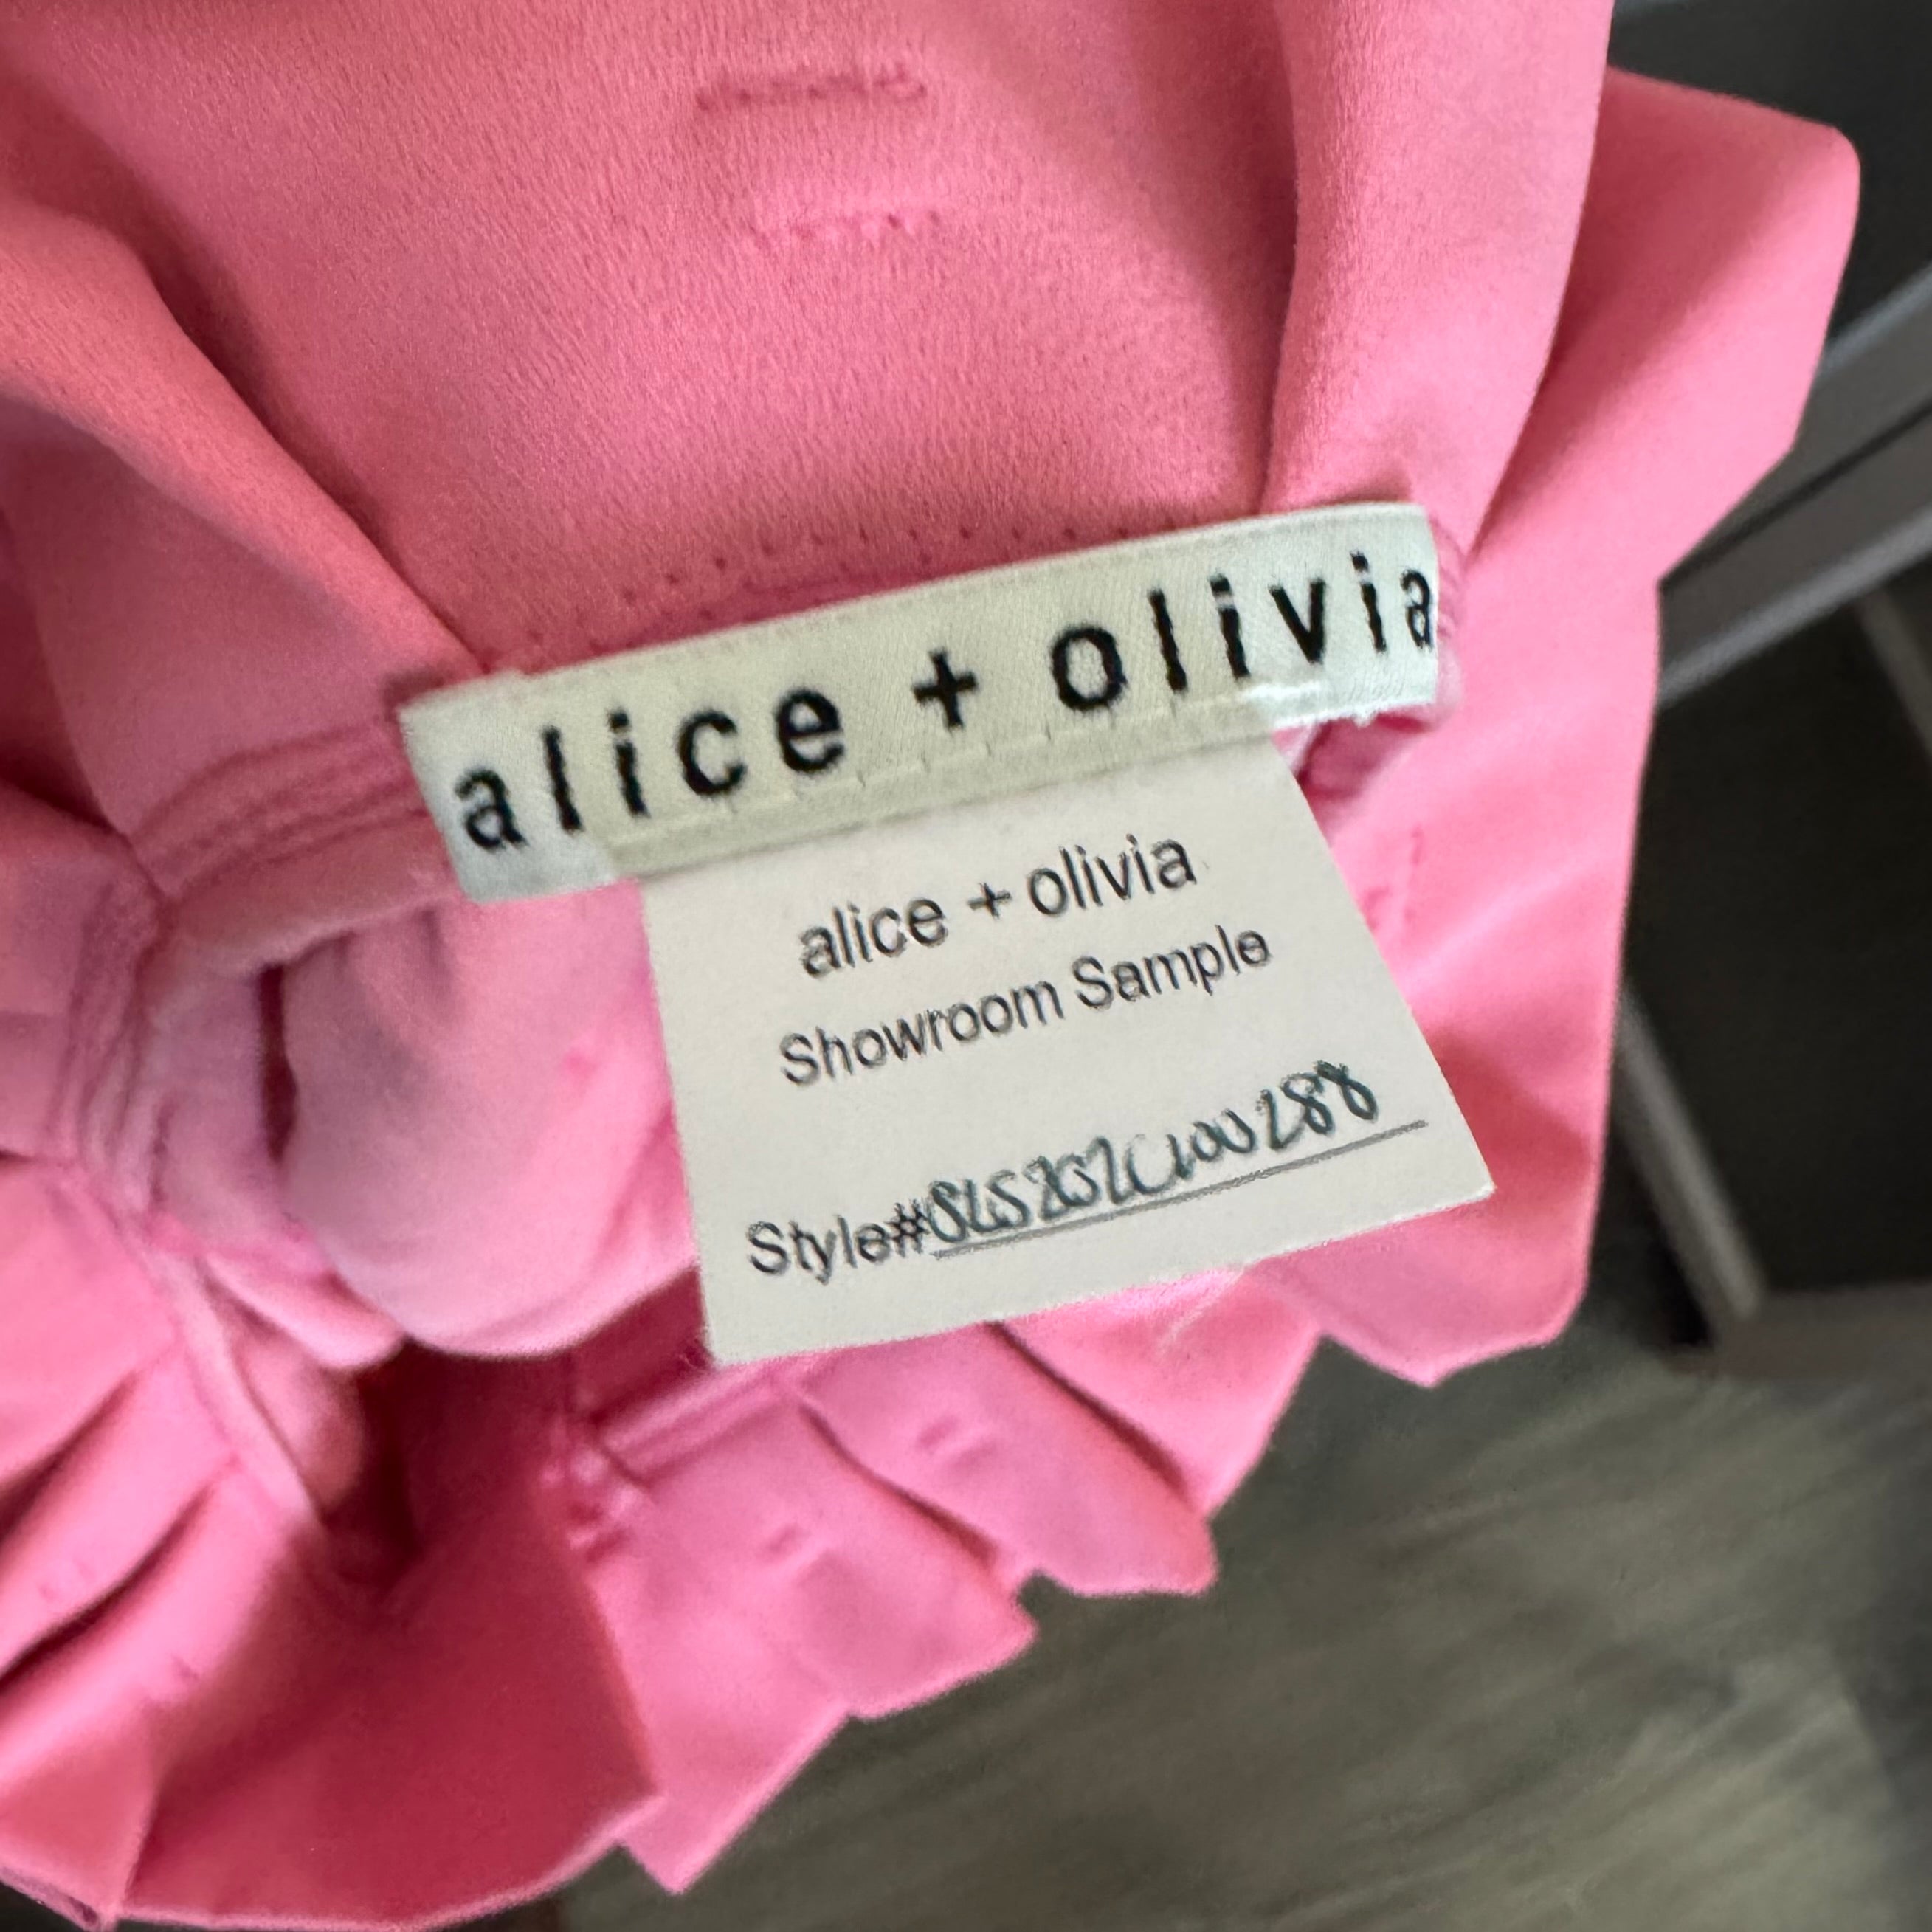 alice + olivia
alice + olivia
Showroom Sample
Style#